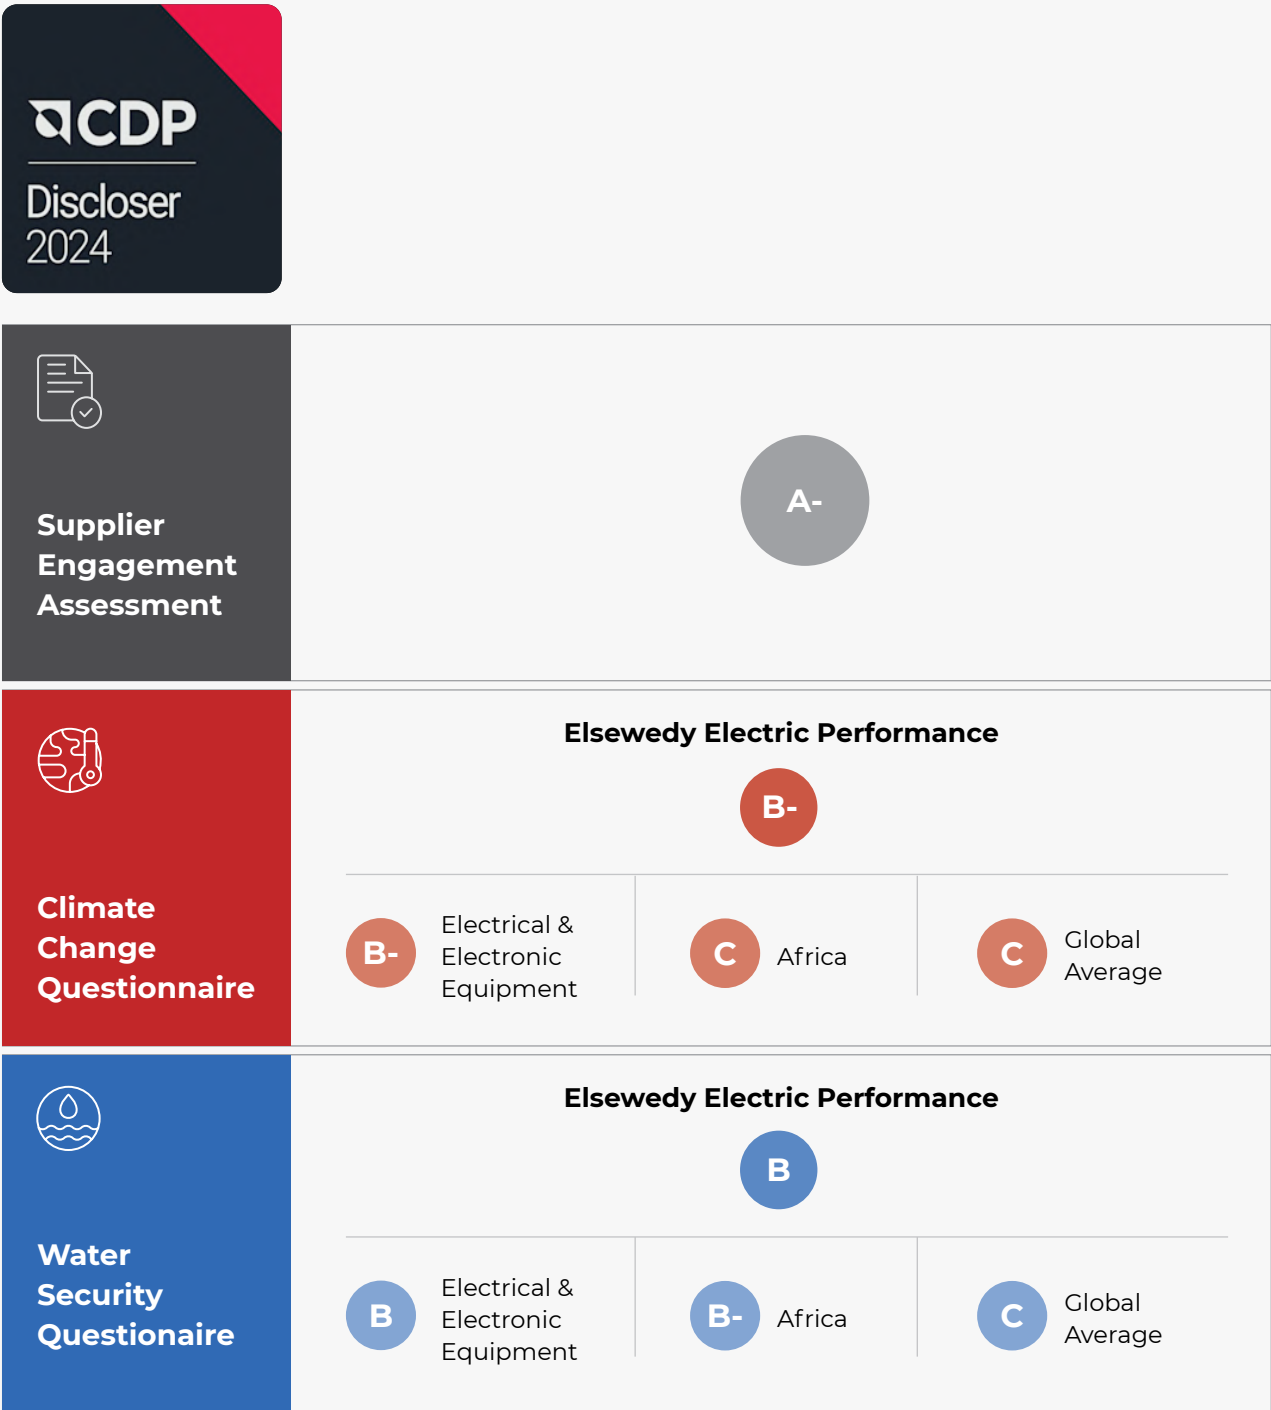 CDP
Discloser
2024
Supplier
Engagement
Assessment
A-
Climate
Change
Questionnaire
Elsewedy Electric Performance
B-
B-
Electrical &
Electronic
Equipment
C
Africa
C
Global
Average
Water
Security
Questionaire
Elsewedy Electric Performance
B
B
Electrical &
Electronic
Equipment
B-
Africa
C
Global
Average